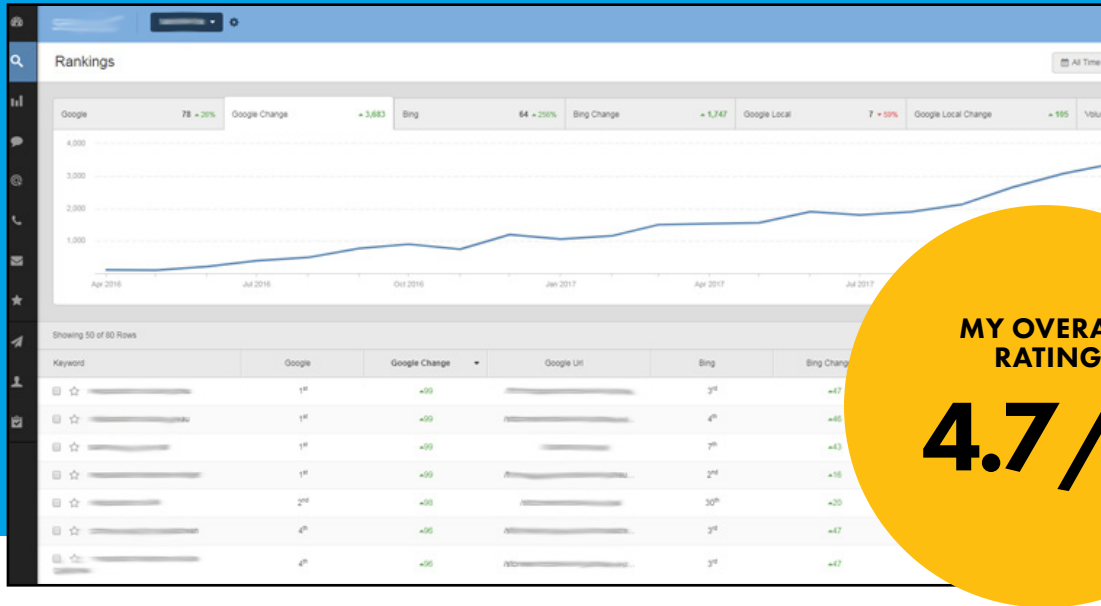 Rankings
All Time
Google 78 ▲ 26% Google Change ▲ 3,683 Bing 64 ▲ 256% Bing Change ▲ 1,747 Google Local 7 ▼ 59% Google Local Change ▲ 105 Volu
4,000
3,000
2,000
1,000
Apr 2016 Jul 2016 Oct 2016 Jan 2017 Apr 2017 Jul 2017
Showing 50 of 80 Rows
Keyword Google Google Change Google Url Bing Bing Chang
1st ▲99 3rd ▲47
1st ▲99 4th ▲46
1st ▲99 7th ▲43
1st ▲99 2nd ▲16
2nd ▲98 30th ▲20
4th ▲96 3rd ▲47
4th ▲96 3rd ▲47
MY OVERA
RATING
4.7/